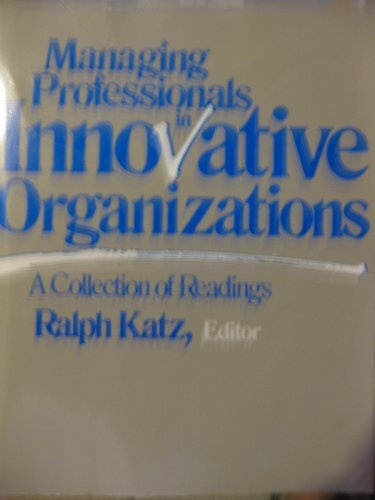 Managing
Professionals
in
Innovative
Organizations
A Collection of Readings
Ralph Katz, Editor